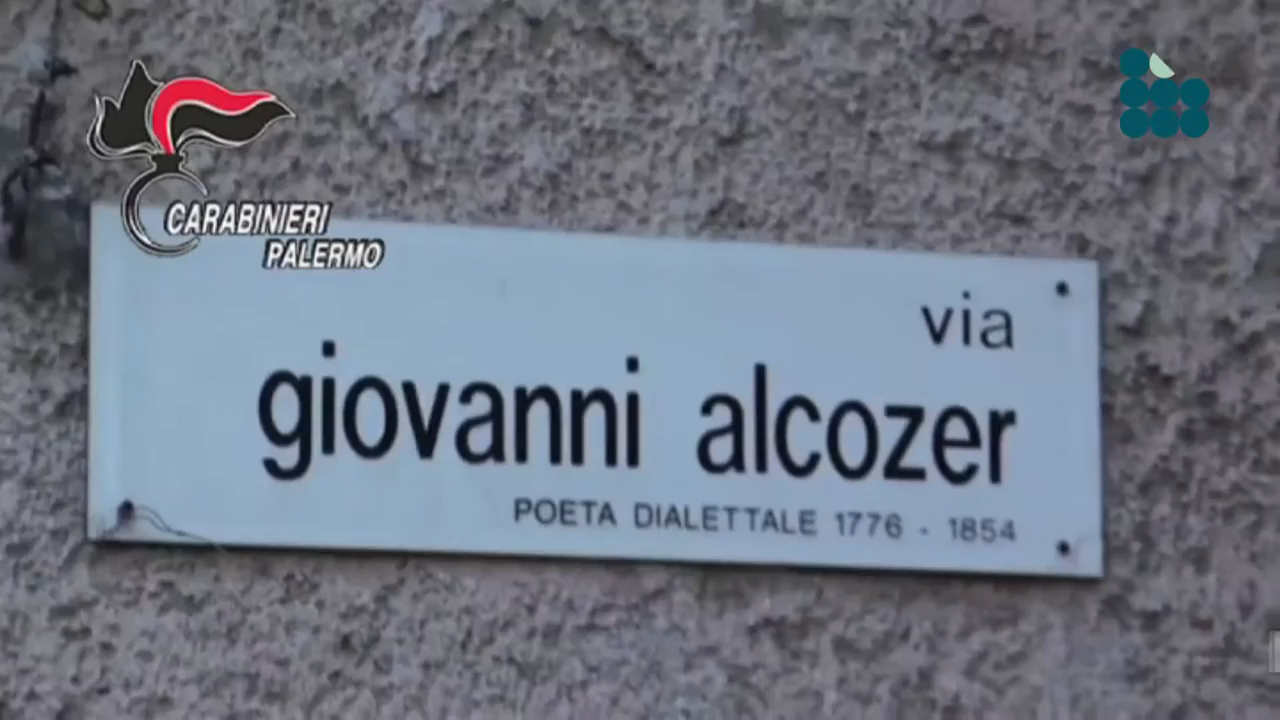 CARABINIERI
PALERMO
via
giovanni alcozer
POETA DIALETTALE 1776 - 1854